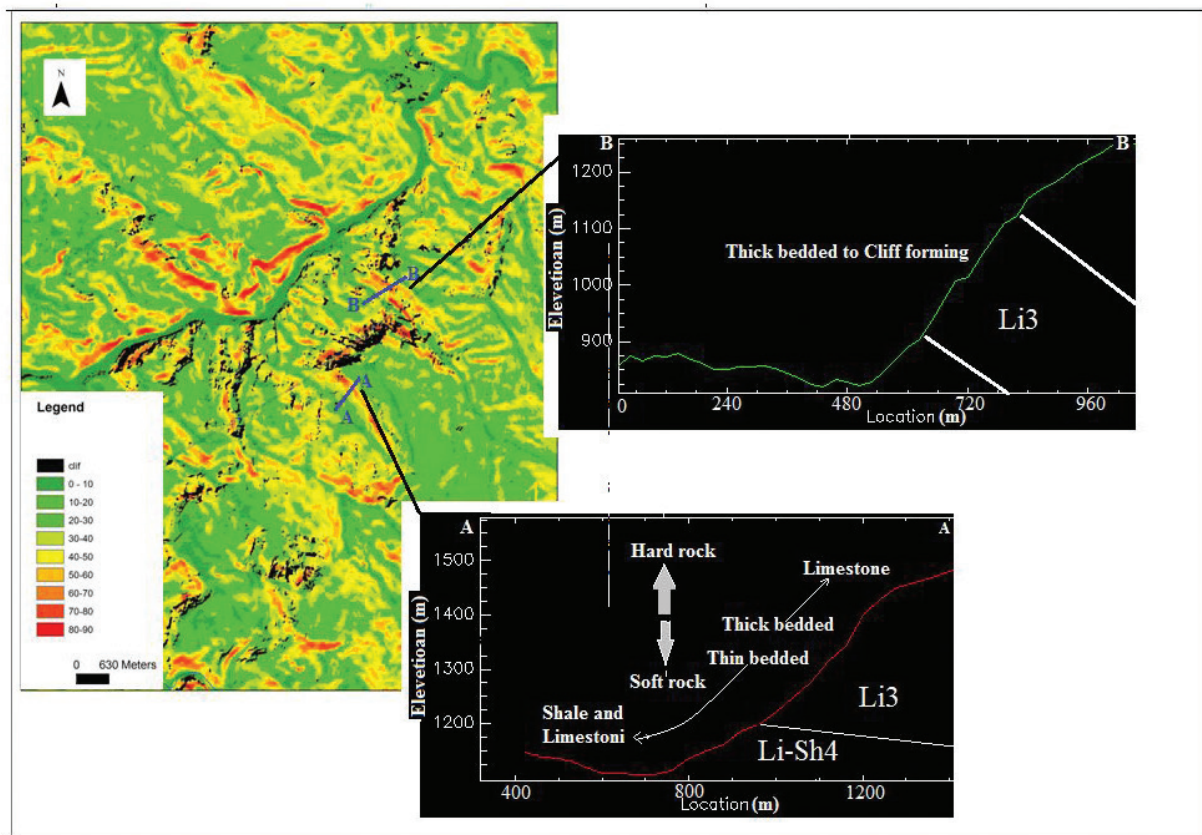 N
B
B
A
A
Legend
clif
0 - 10
10-20
20-30
30-40
40-50
50-60
60-70
70-80
80-90
0 630 Meters
B B
Elevetioan (m)
1200
1100
1000
900
Thick bedded to Cliff forming
Li3
0 240 480 720 960
Location (m)
A A
Elevetioan (m)
1500
1400
1300
1200
Hard rock
Limestone
Thick bedded
Thin bedded
Soft rock
Shale and
Limestoni
Li3
Li-Sh4
400 800 1200
Location (m)